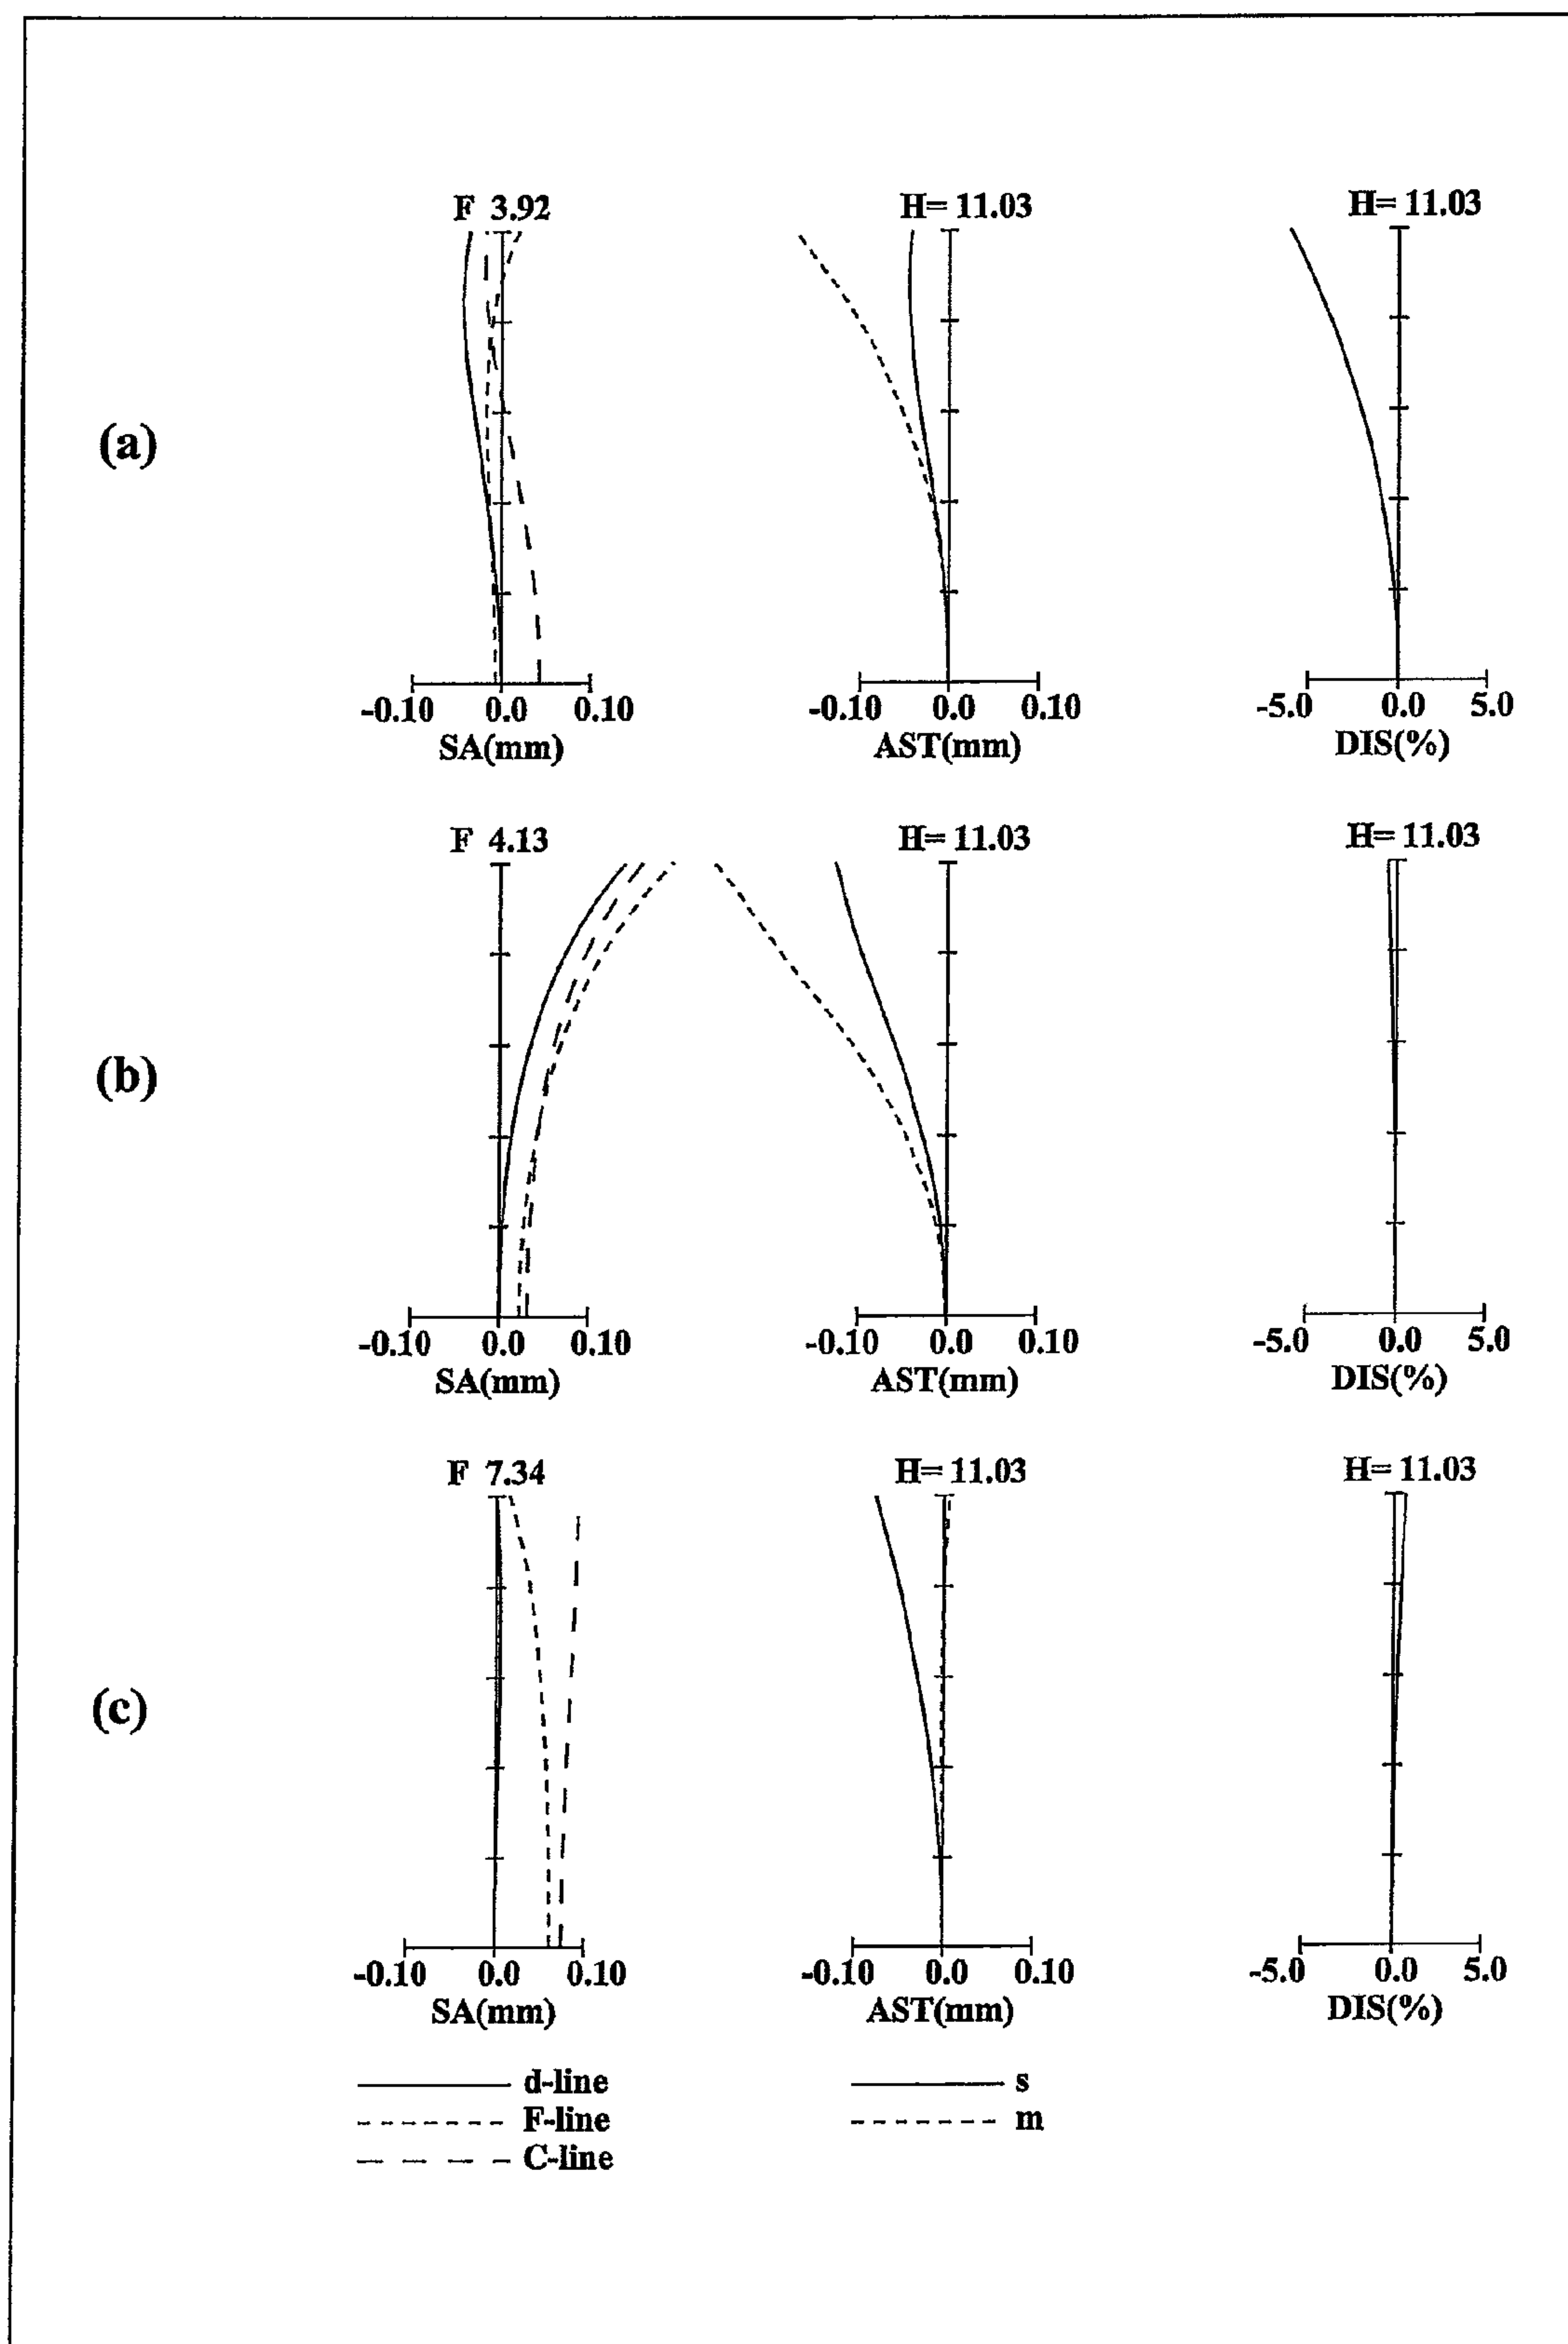 F 3.92 H= 11.03 H= 11.03
(a)
-0.10 0.0 0.10 -0.10 0.0 0.10 -5.0 0.0 5.0
SA(mm) AST(mm) DIS(%)
F 4.13 H= 11.03 H= 11.03
(b)
-0.10 0.0 0.10 -0.10 0.0 0.10 -5.0 0.0 5.0
SA(mm) AST(mm) DIS(%)
F 7.34 H= 11.03 H= 11.03
(c)
-0.10 0.0 0.10 -0.10 0.0 0.10 -5.0 0.0 5.0
SA(mm) AST(mm) DIS(%)
d-line s
F-line m
C-line